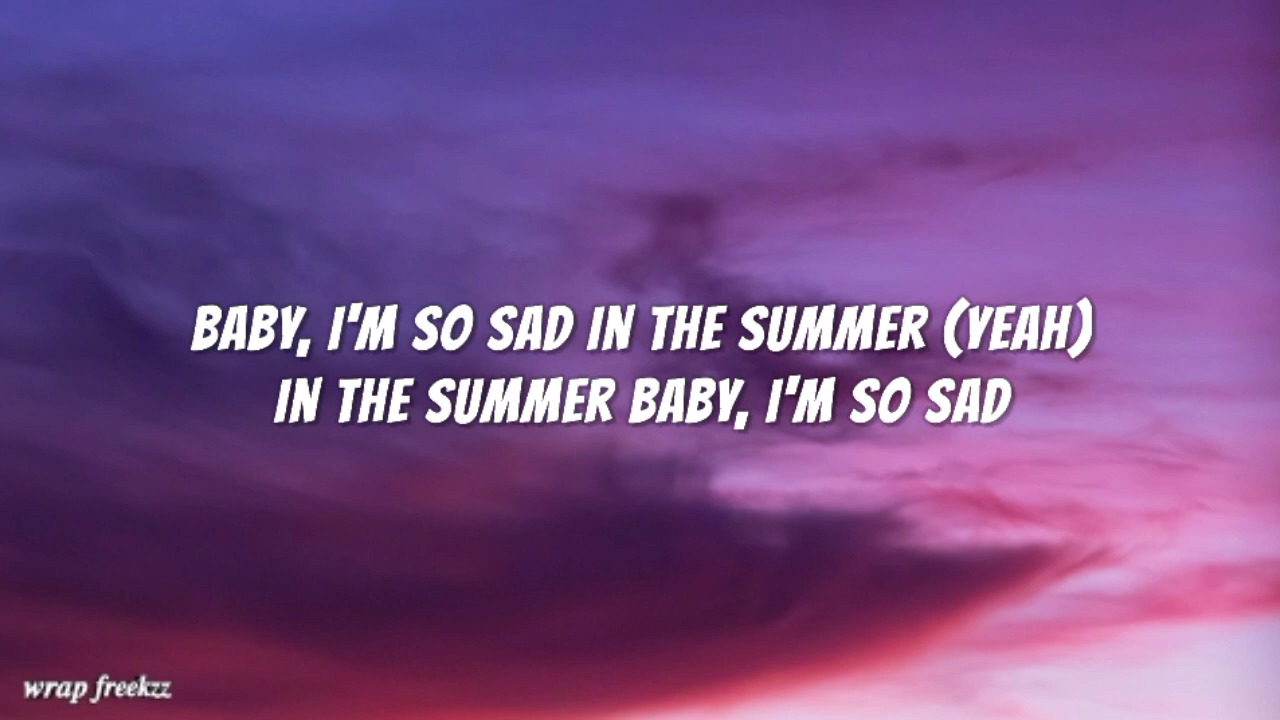 BABY, I'M SO SAD IN THE SUMMER (YEAH)
IN THE SUMMER BABY, I'M SO SAD
wrap freekzz